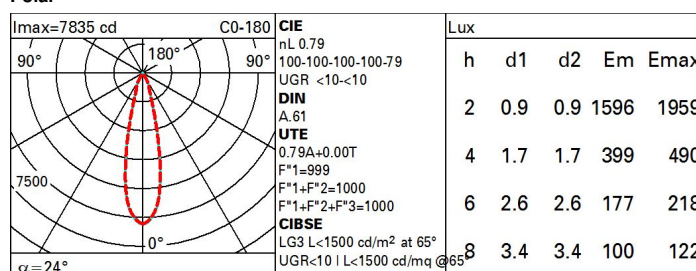 Imax=7835 cd C0-180
90° 180° 90°
7500
0°
α=24°
CIE
nL 0.79
100-100-100-100-79
UGR <10-<10
DIN
A.61
UTE
0.79A+0.00T
F"1=999
F"1+F"2=1000
F"1+F"2+F"3=1000
CIBSE
LG3 L<1500 cd/m² at 65°
UGR<10 | L<1500 cd/mq @65°
Lux
h d1 d2 Em Emax
2 0.9 0.9 1596 1959
4 1.7 1.7 399 490
6 2.6 2.6 177 218
8 3.4 3.4 100 122